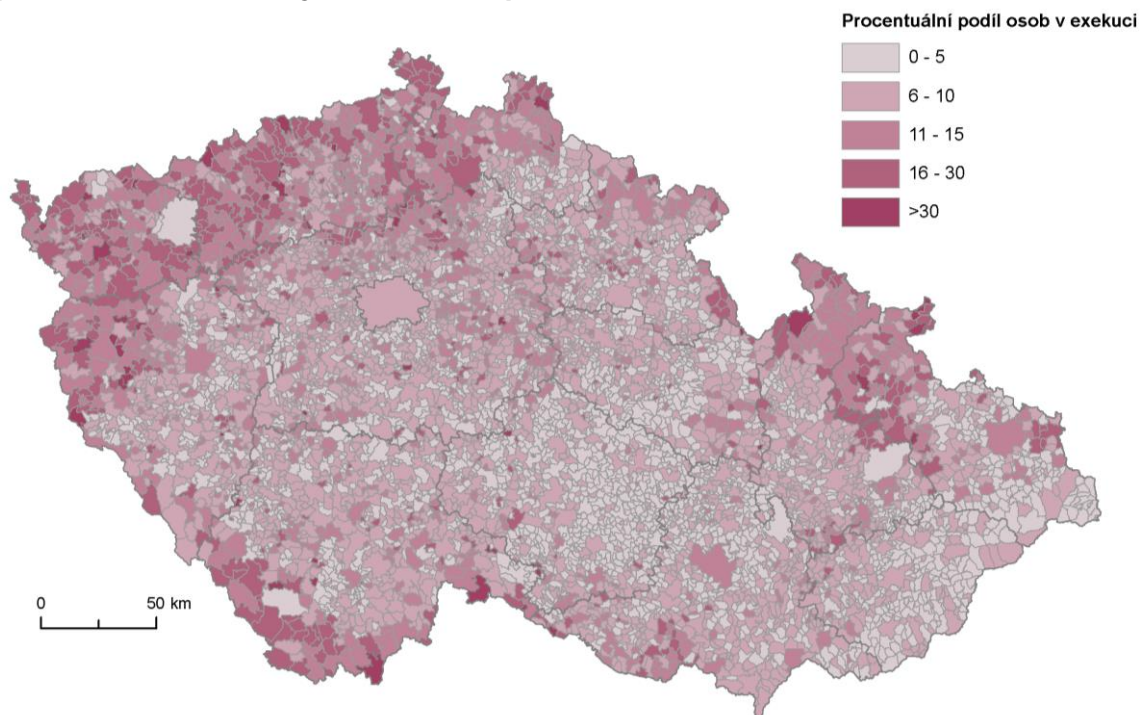 Procentuální podíl osob v exekuci
0 - 5
6 - 10
11 - 15
16 - 30
>30
0 50 km